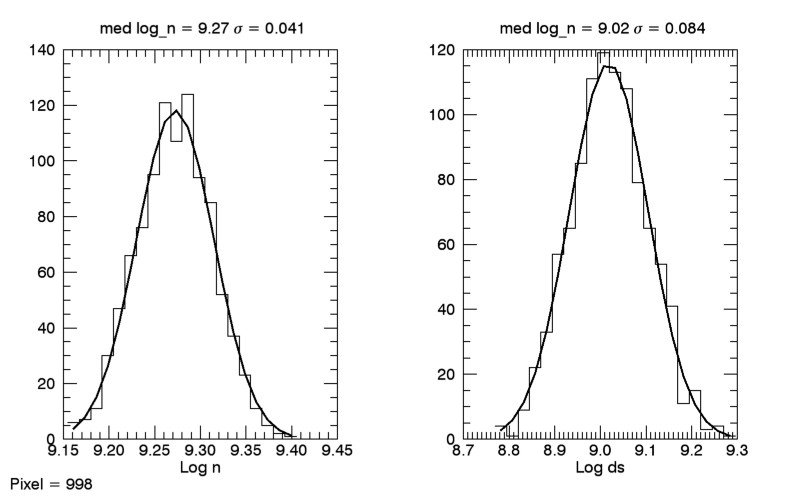 med log_n = 9.27 σ = 0.041
140
120
100
80
60
40
20
0
9.15 9.20 9.25 9.30 9.35 9.40 9.45
Log n
med log_n = 9.02 σ = 0.084
120
100
80
60
40
20
0
8.7 8.8 8.9 9.0 9.1 9.2 9.3
Log ds
Pixel = 998